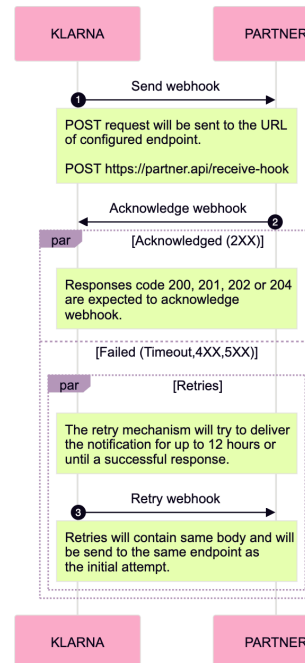 KLARNA
PARTNER
Send webhook
1
POST request will be sent to the URL
of configured endpoint.
POST https://partner.api/receive-hook
Acknowledge webhook
2
par
[Acknowledged (2XX)]
Responses code 200, 201, 202 or 204
are expected to acknowledge
webhook.
[Failed (Timeout,4XX,5XX)]
par
[Retries]
The retry mechanism will try to deliver
the notification for up to 12 hours or
until a successful response.
Retry webhook
3
Retries will contain same body and will
be send to the same endpoint as
the initial attempt.
KLARNA
PARTNER